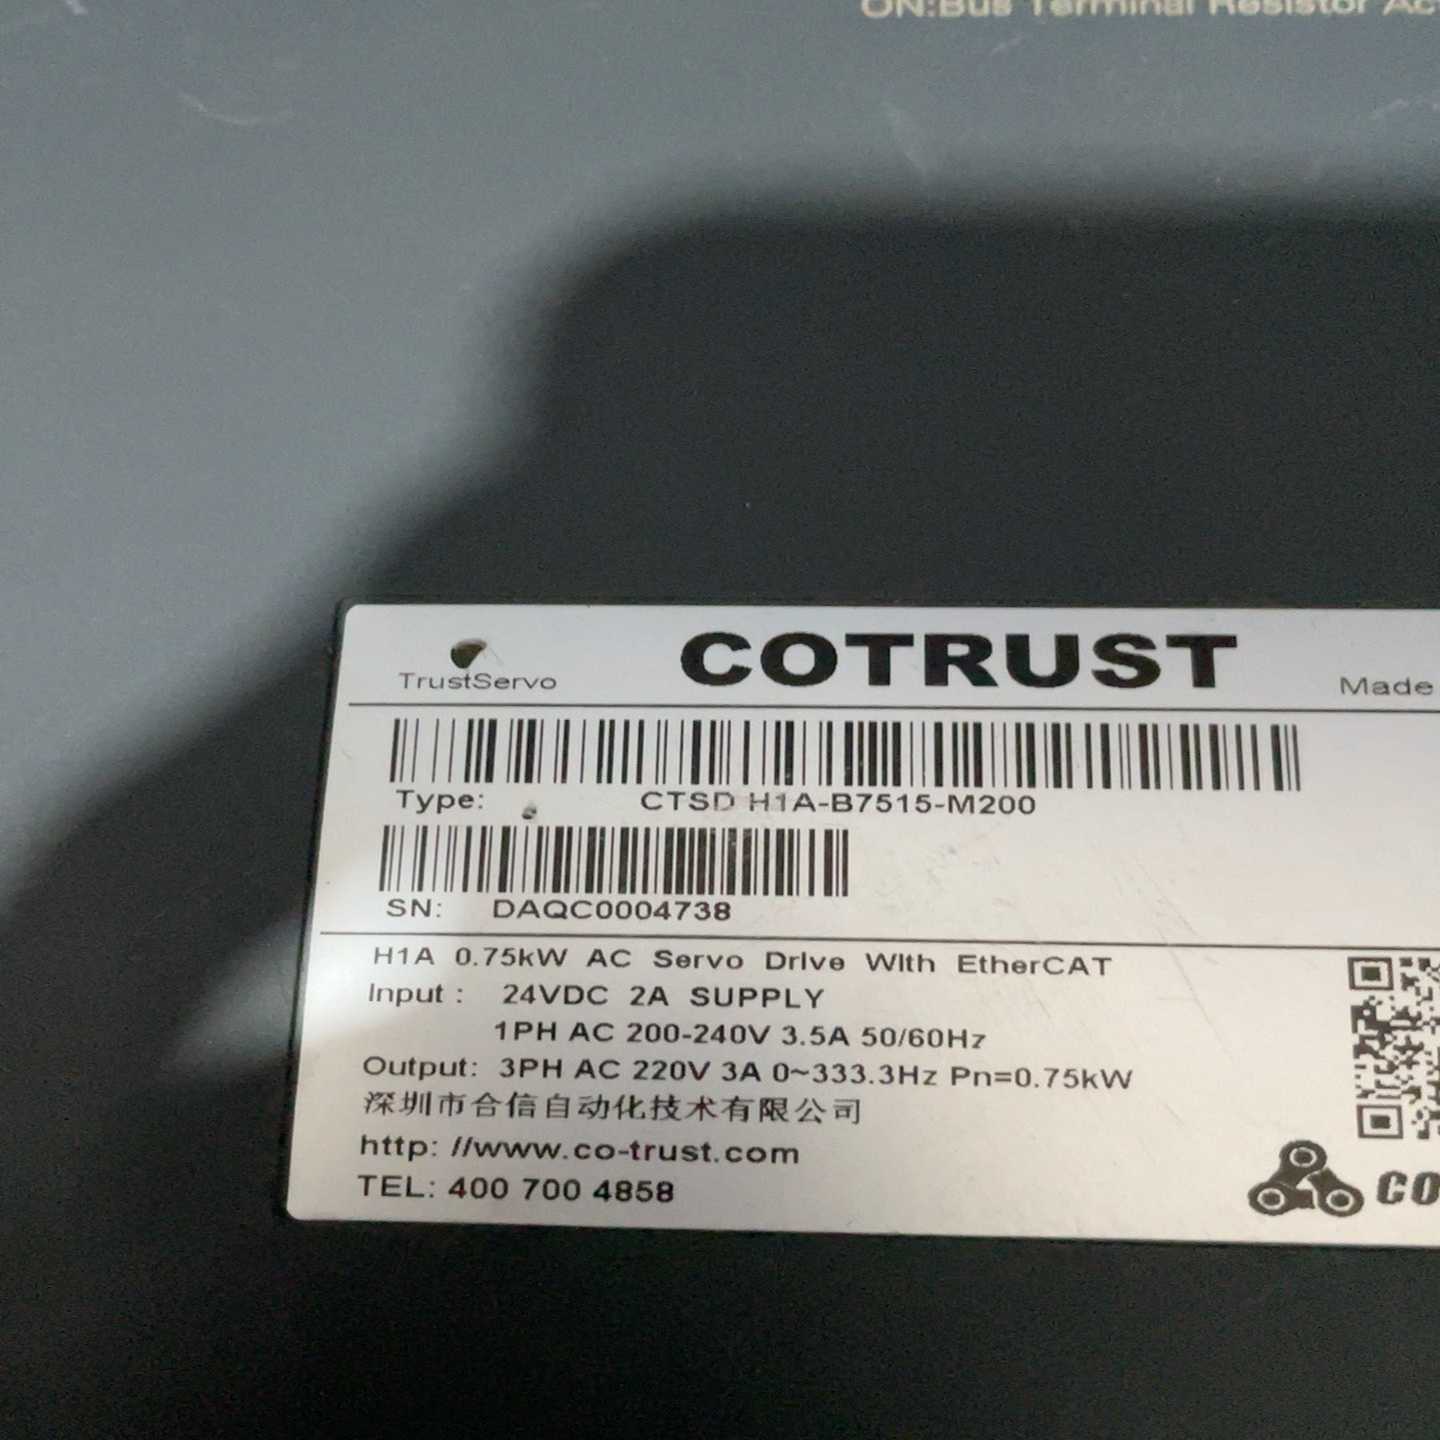 ON:Bus Terminal Resistor
TrustServo
COTRUST
Made
Type: CTSD H1A-B7515-M200
SN: DAQC0004738
H1A 0.75kW AC Servo Drive With EtherCAT
Input : 24VDC 2A SUPPLY
1PH AC 200-240V 3.5A 50/60Hz
Output: 3PH AC 220V 3A 0~333.3Hz Pn=0.75kW
深圳市合信自动化技术有限公司
http: //www.co-trust.com
TEL: 400 700 4858
CO